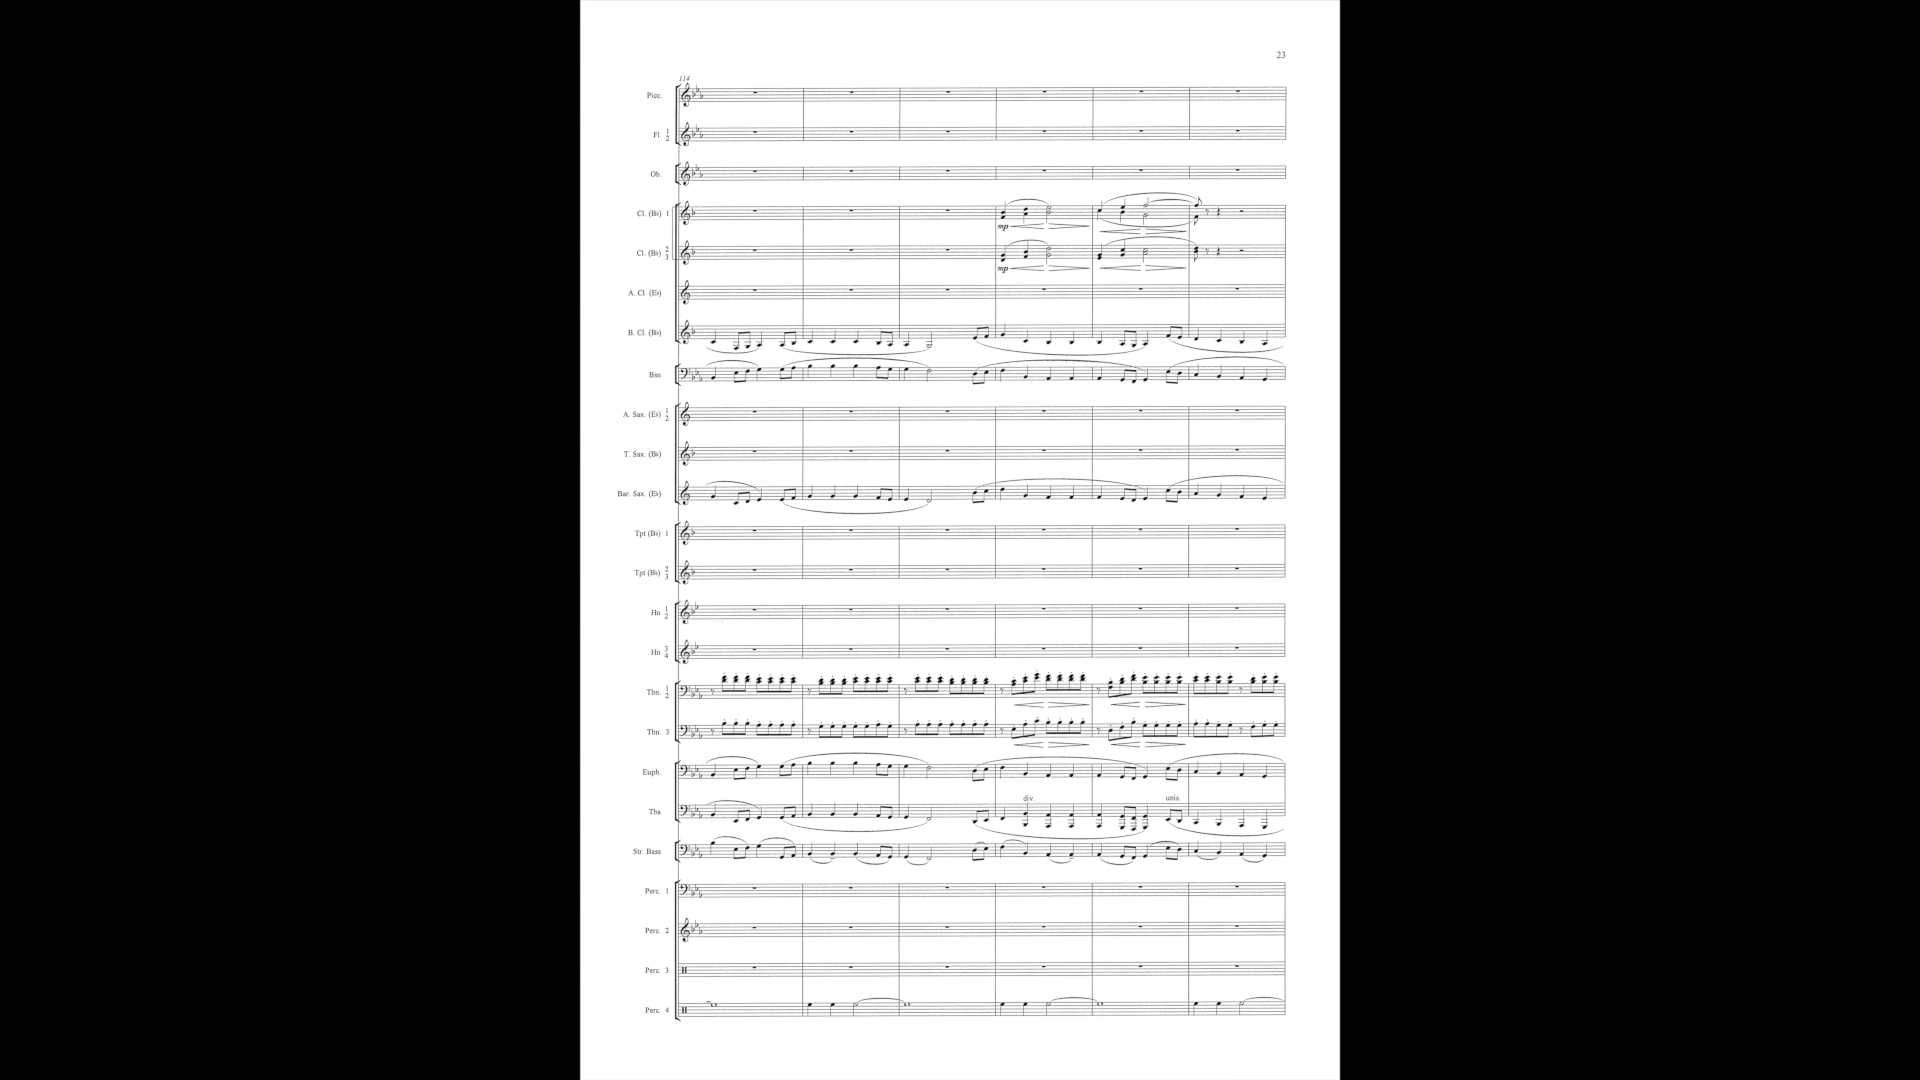 23
114
Picc.
Fl. 1 2
Ob.
Cl. (B♭) 1
mp
Cl. (B♭) 2 3
mp
A. Cl. (E♭)
B. Cl. (B♭)
Bsn
A. Sax. (E♭) 1 2
T. Sax. (B♭)
Bar. Sax. (E♭)
Tpt (B♭) 1
Tpt (B♭) 2 3
Hn 1 2
Hn 3 4
Tbn. 1 2
Tbn. 3
Euph.
div. unis.
Tba
Str. Bass
Perc. 1
Perc. 2
Perc. 3
Perc. 4